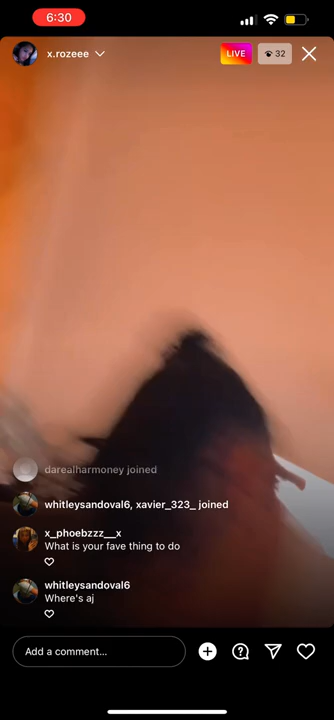 6:30
x.rozeee
LIVE
32
darealharmoney joined
whitleysandoval6, xavier_323_ joined
x_phoebzzz__x
What is your fave thing to do
whitleysandoval6
Where's aj
Add a comment...